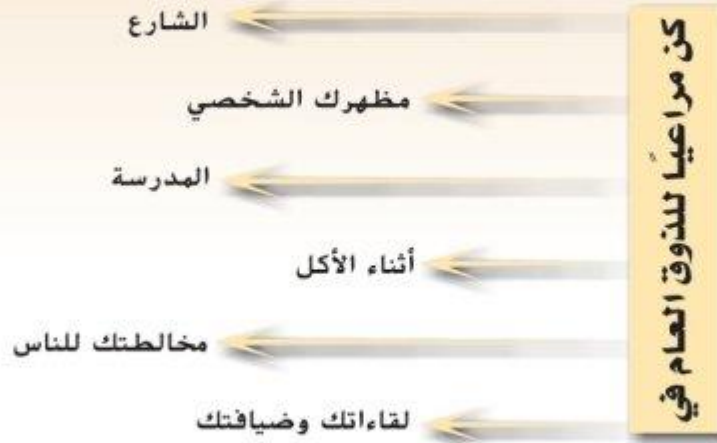 كن مراعيًا للذوق العام في
الشارع
مظهرك الشخصي
المدرسة
أثناء الأكل
مخالطتك للناس
لقاءاتك وضيافتك